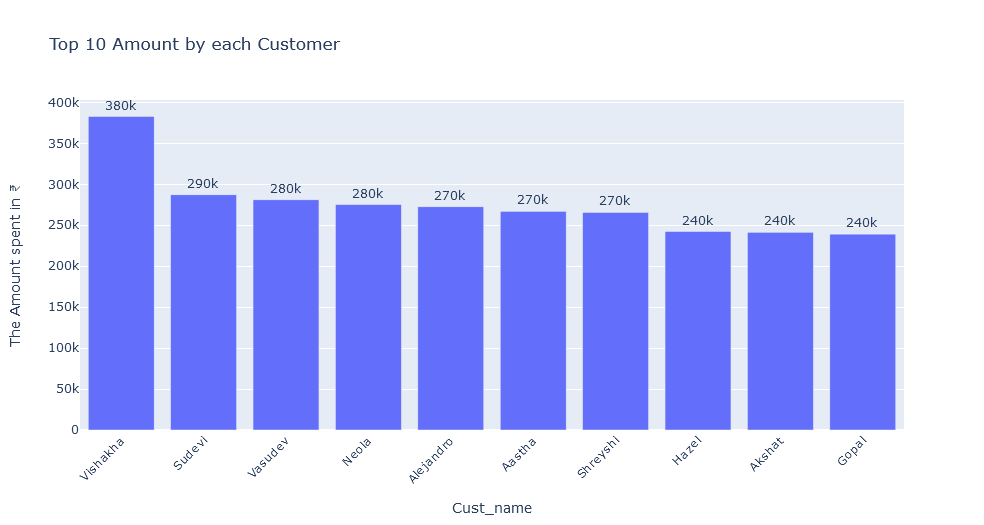 Top 10 Amount by each Customer
400k
350k
300k
250k
200k
150k
100k
50k
0
The Amount spent in ₹
380k
290k
280k
280k
270k
270k
270k
240k
240k
240k
Vishakha
Sudevi
Vasudev
Neola
Alejandro
Aastha
Shreyshi
Hazel
Akshat
Gopal
Cust_name